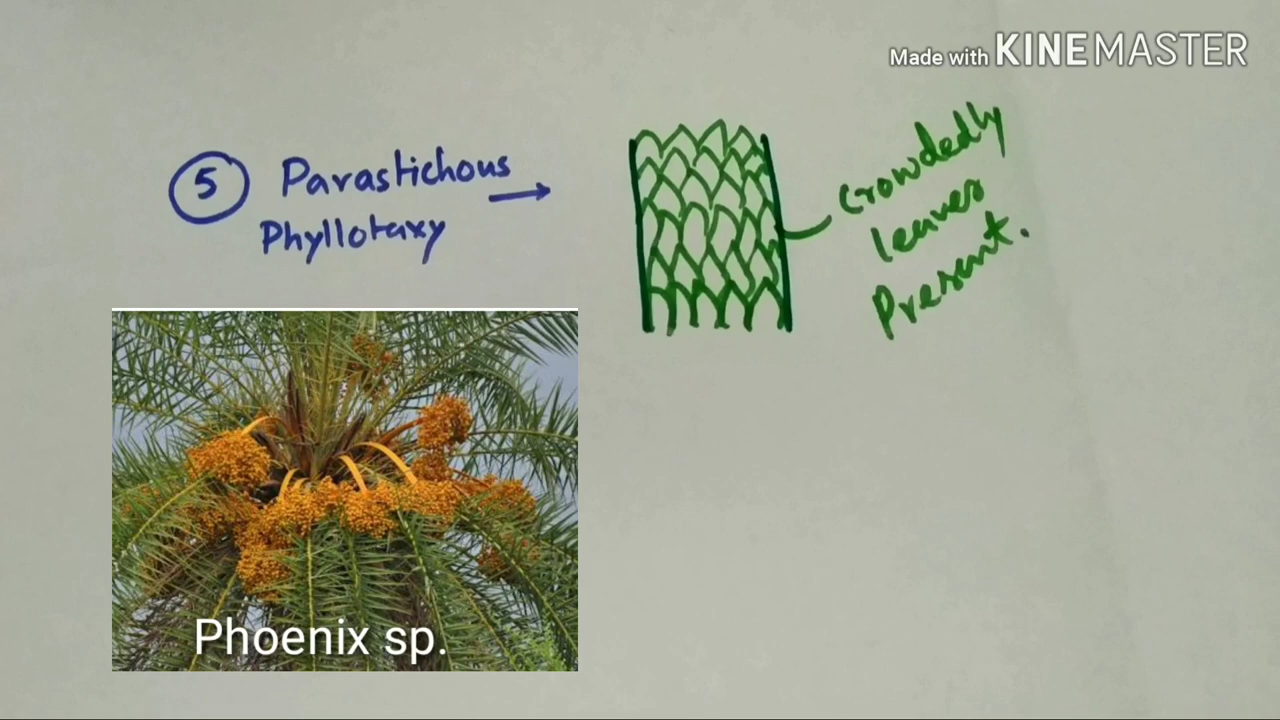 Made with KINEMASTER
5 Parastichous
Phyllotaxy
Crowdedly
leaves
Present.
Phoenix sp.